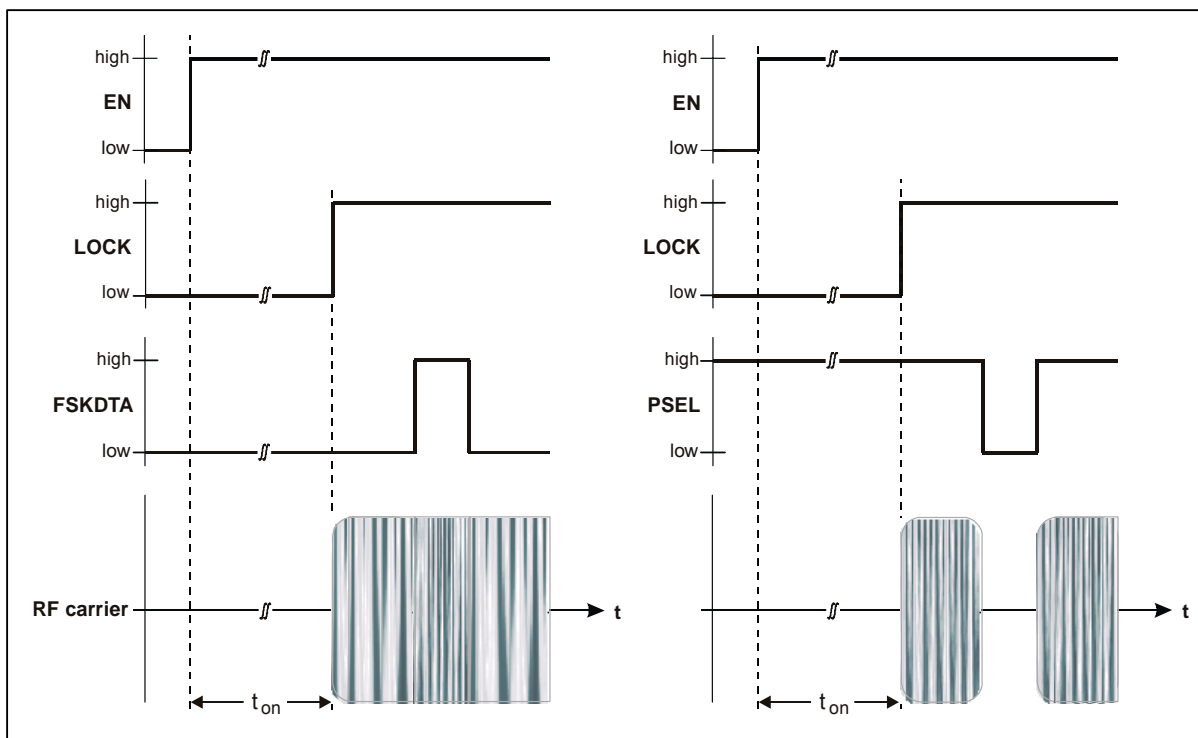 high
EN
low
high
LOCK
low
high
FSKDTA
low
RF carrier
t
t on
high
EN
low
high
LOCK
low
high
PSEL
low
t
t on